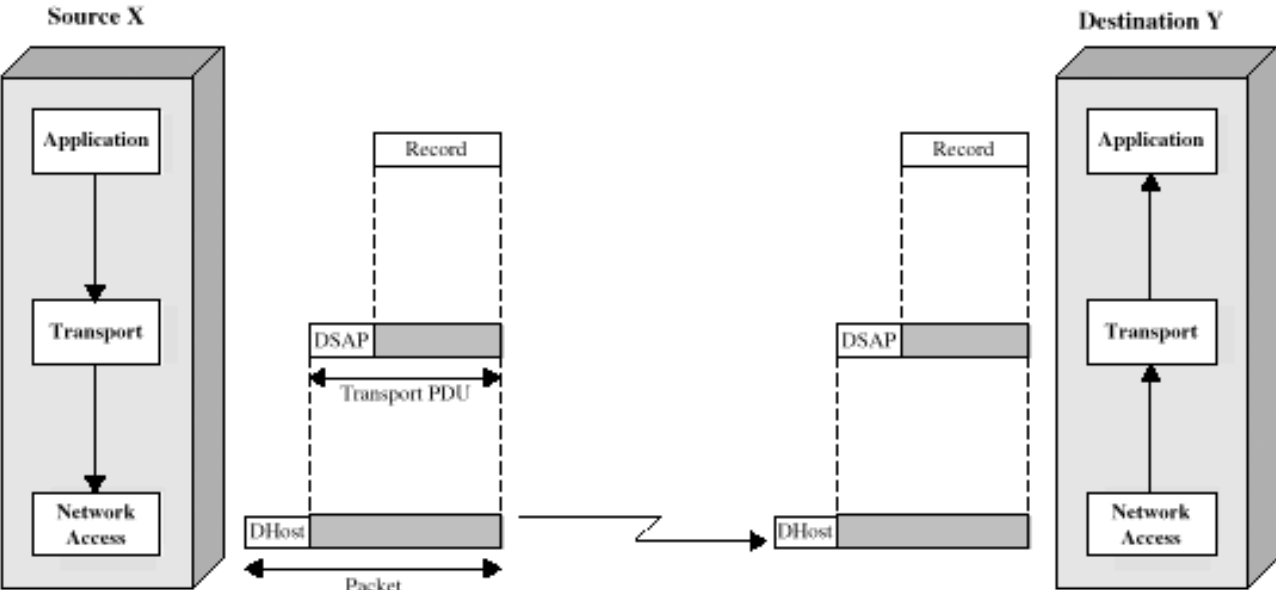 Source X
Destination Y
Application
Record
Record
Application
Transport
DSAP
DSAP
Transport
Transport PDU
Network
Access
DHost
DHost
Network
Access
Packet